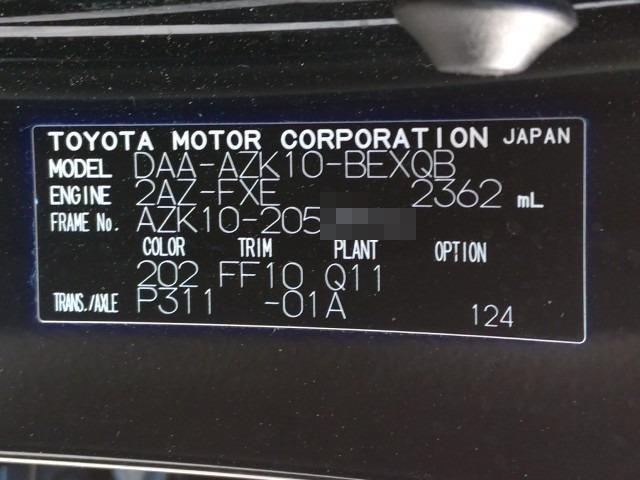 TOYOTA MOTOR CORPORATION JAPAN
MODEL DAA-AZK10-BEXQB
ENGINE 2AZ-FXE 2362 mL
FRAME No. AZK10-205
COLOR TRIM PLANT OPTION
202 FF10 Q11
TRANS./AXLE P311 -01A 124